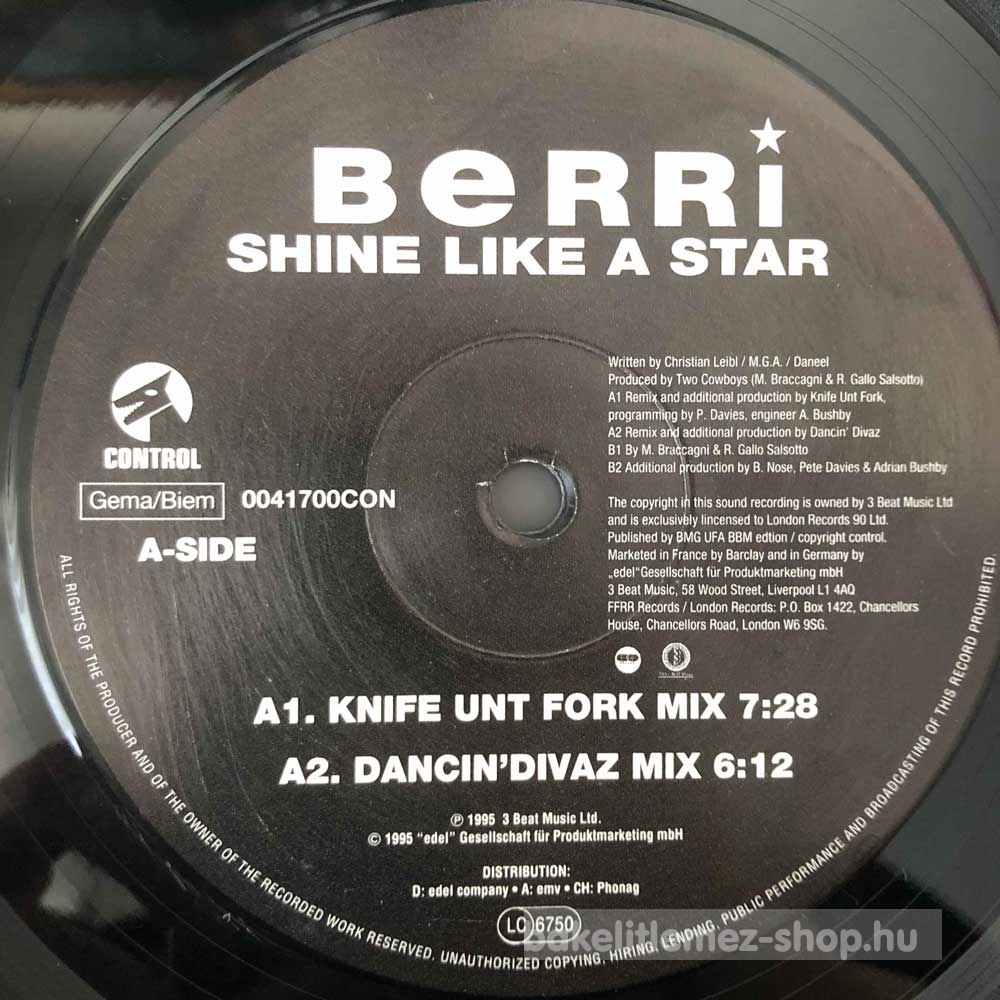 BeRRi
SHINE LIKE A STAR
Written by Christian Leibl / M.G.A. / Daneel
Produced by Two Cowboys (M. Braccagni & R. Gallo Salsotto)
A1 Remix and additional production by Knife Unt Fork,
programming by P. Davies, engineer A. Bushby
A2 Remix and additional production by Dancin' Divaz
B1 By M. Braccagni & R. Gallo Salsotto
B2 Additional production by B. Nose, Pete Davies & Adrian Bushby
CONTROL
Gema/Biem 0041700CON
A-SIDE
The copyright in this sound recording is owned by 3 Beat Music Ltd
and is exclusively lincensed to London Records 90 Ltd.
Published by BMG UFA BBM edtion / copyright control.
Marketed in France by Barclay and in Germany by
„edel“Gesellschaft für Produktmarketing mbH
3 Beat Music, 58 Wood Street, Liverpool L1 4AQ
FFRR Records / London Records: P.O. Box 1422, Chancellors
House, Chancellors Road, London W6 9SG.
A1. KNIFE UNT FORK MIX 7:28
A2. DANCIN'DIVAZ MIX 6:12
℗ 1995 3 Beat Music Ltd.
© 1995 "edel" Gesellschaft für Produktmarketing mbH
DISTRIBUTION:
D: edel company • A: emv • CH: Phonag
LC 6750
ALL RIGHTS OF THE PRODUCER AND OF THE OWNER OF THE RECORDED WORK RESERVED. UNAUTHORIZED COPYING, HIRING, LENDING, PUBLIC PERFORMANCE AND BROADCASTING OF THIS RECORD PROHIBITED.
bakelitlemez-shop.hu